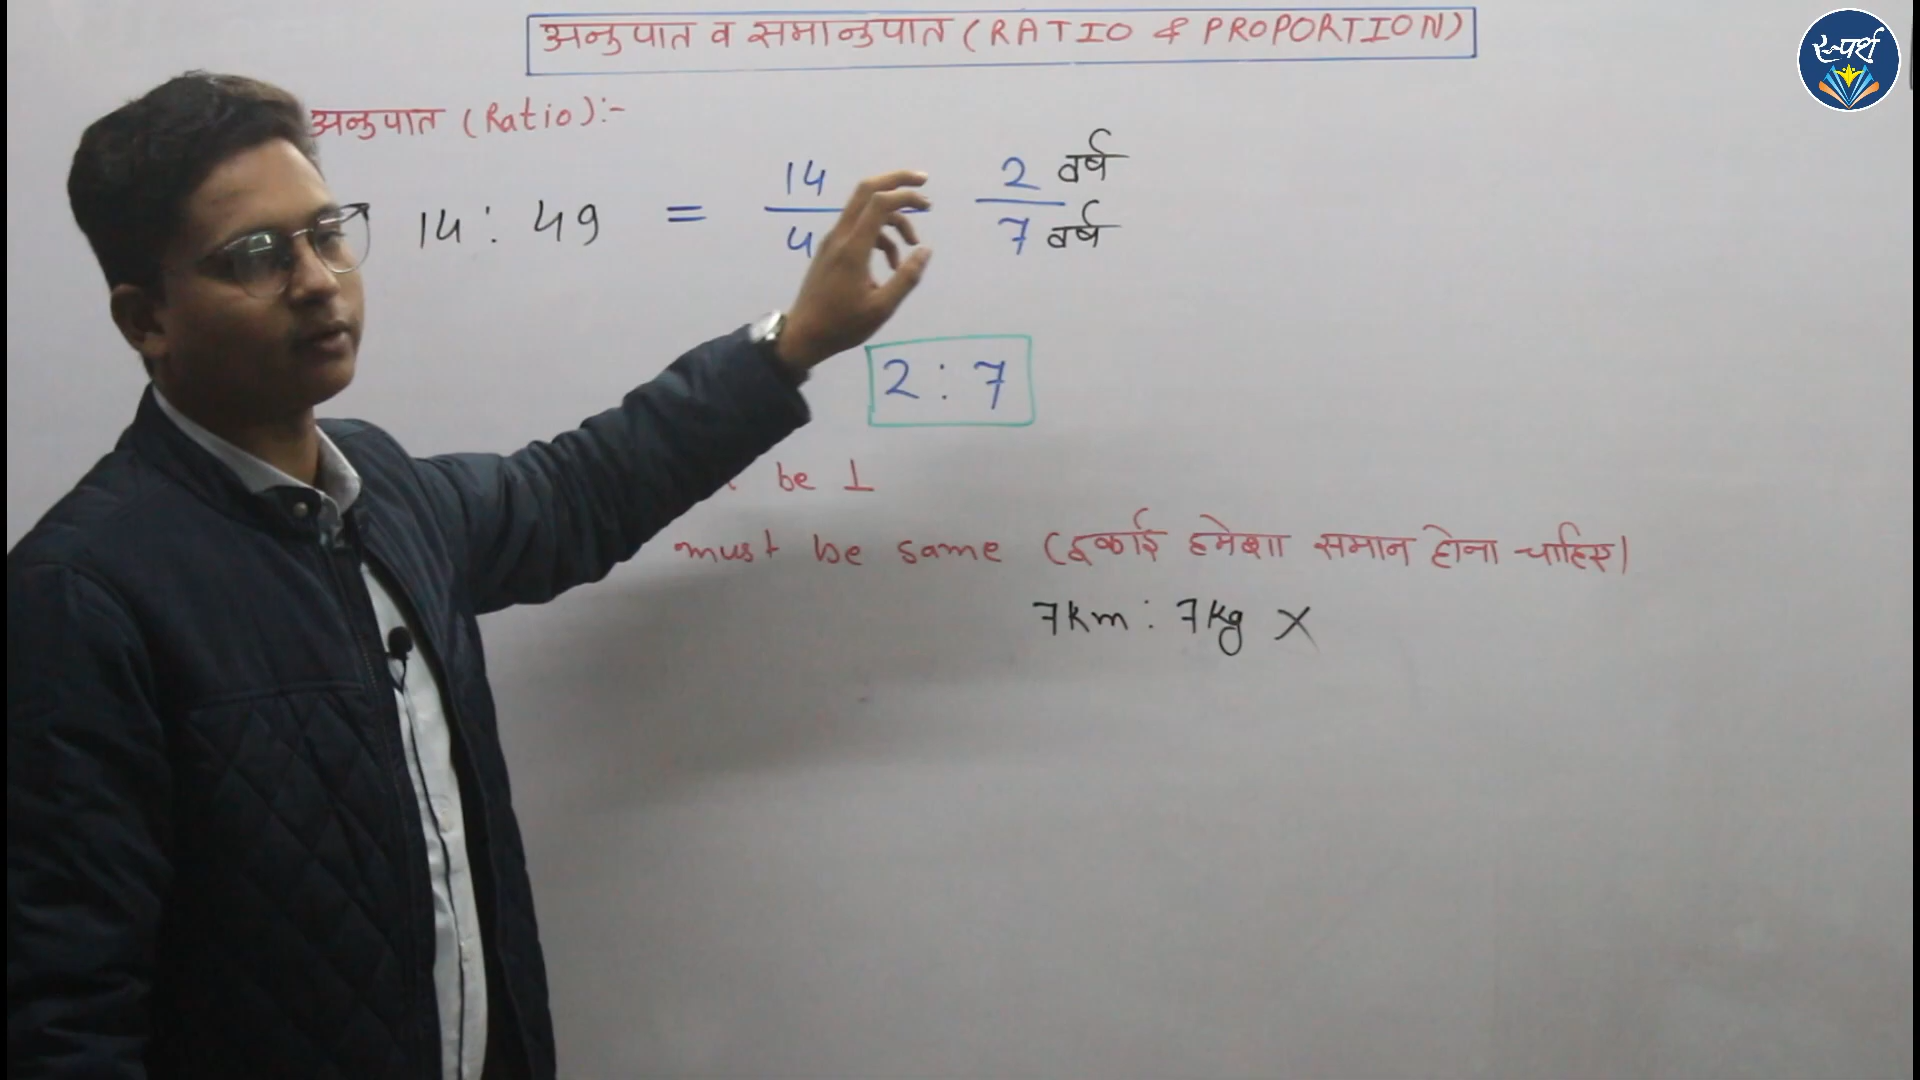 अनुपात व समानुपात (RATIO & PROPORTION)
स्पर्श
अनुपात (Ratio):-
14 : 49 = 14 / 4 = 2 वर्ष / 7 वर्ष
2 : 7
be 1
must be same (इकाई हमेशा समान होना चाहिए)
7km : 7kg X